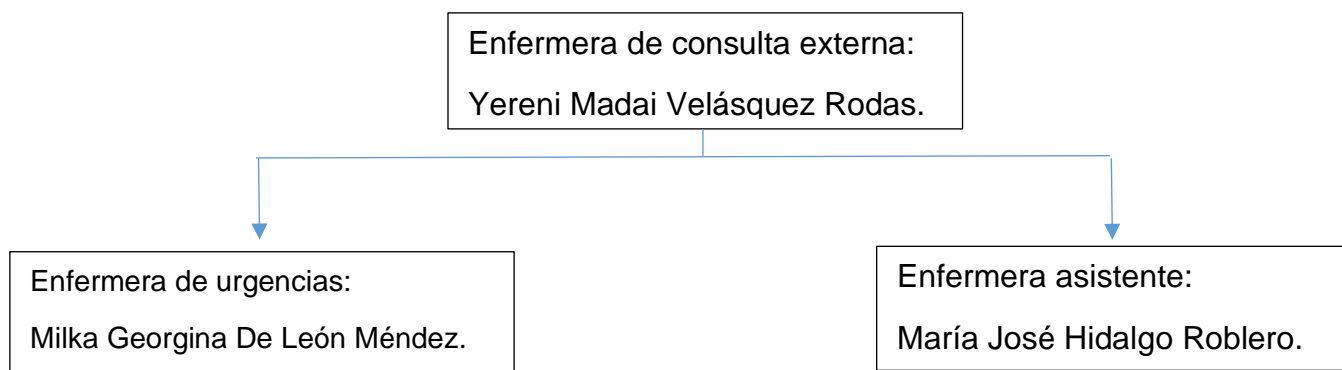 Enfermera de consulta externa:
Yereni Madai Velásquez Rodas.
Enfermera de urgencias:
Milka Georgina De León Méndez.
Enfermera asistente:
María José Hidalgo Roblero.